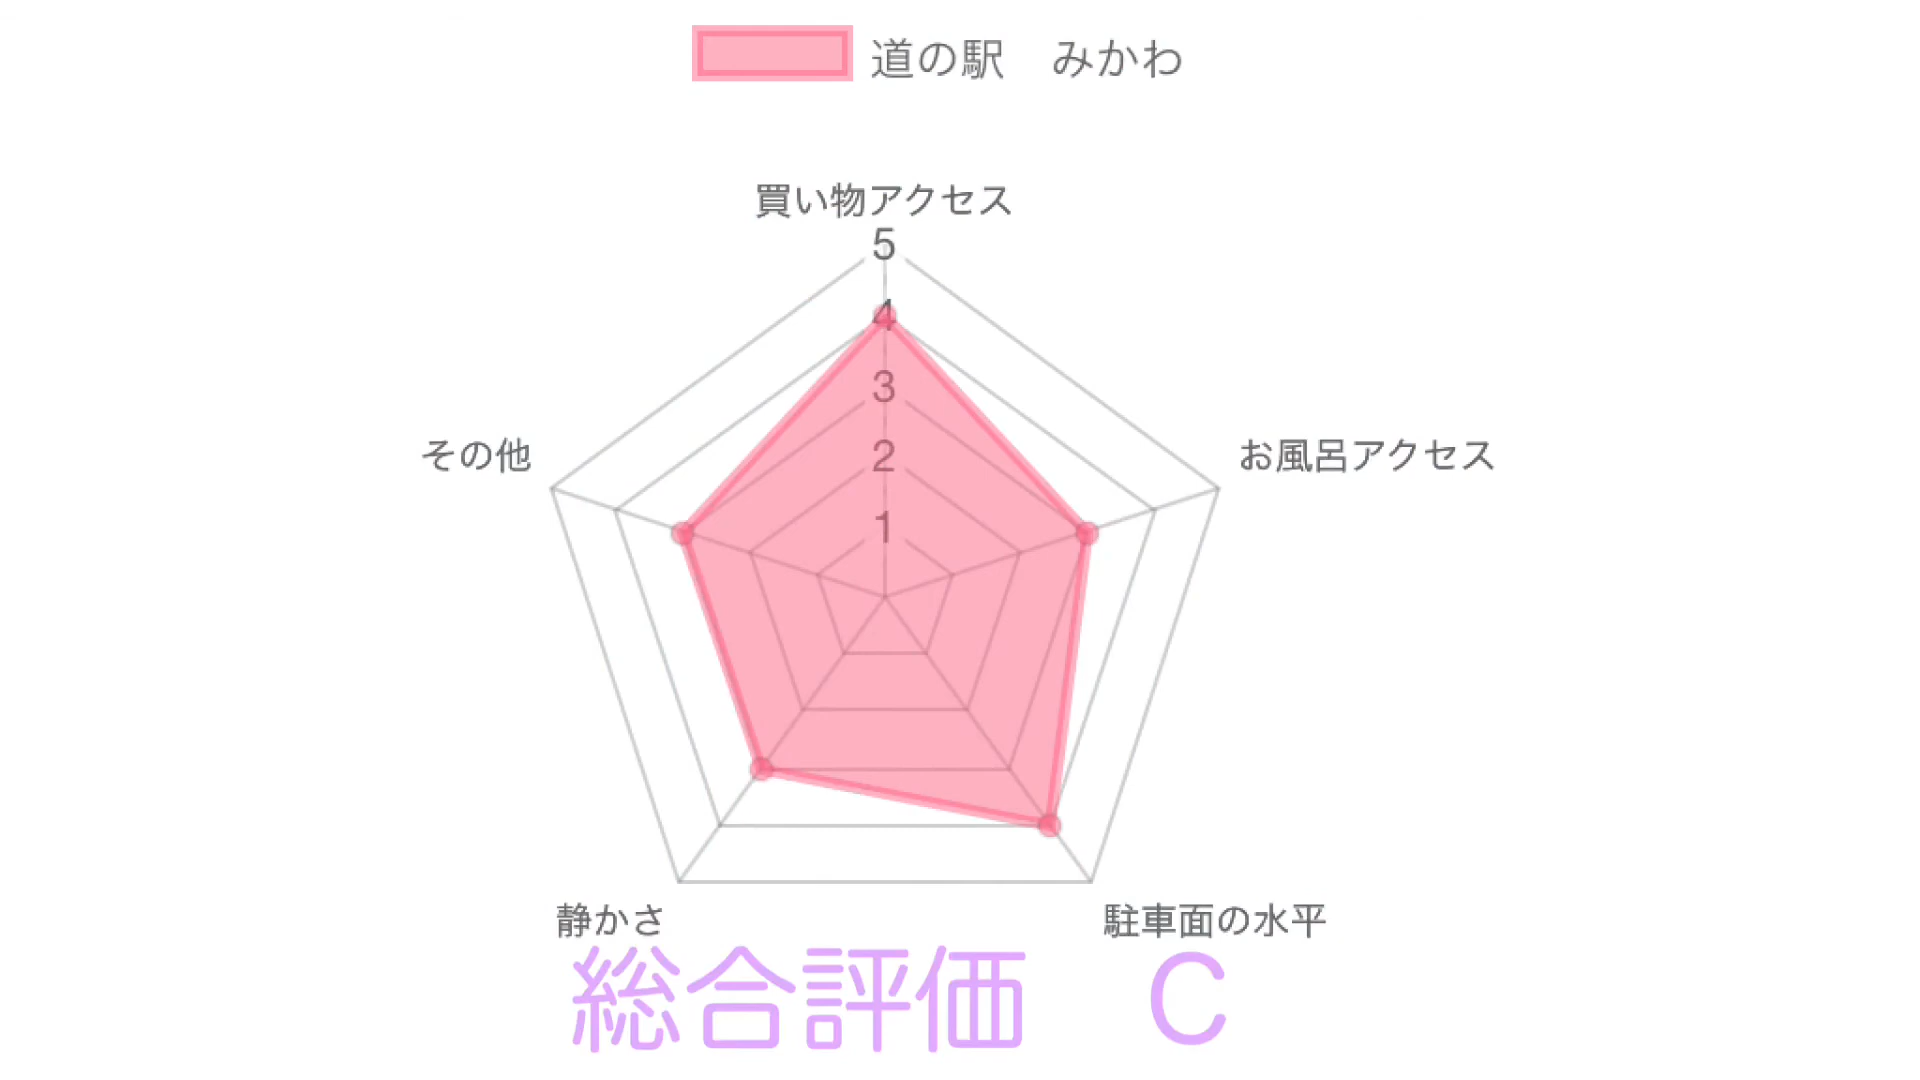 道の駅　みかわ
買い物アクセス
5
4
3
2
1
その他
お風呂アクセス
静かさ
駐車面の水平
総合評価　C